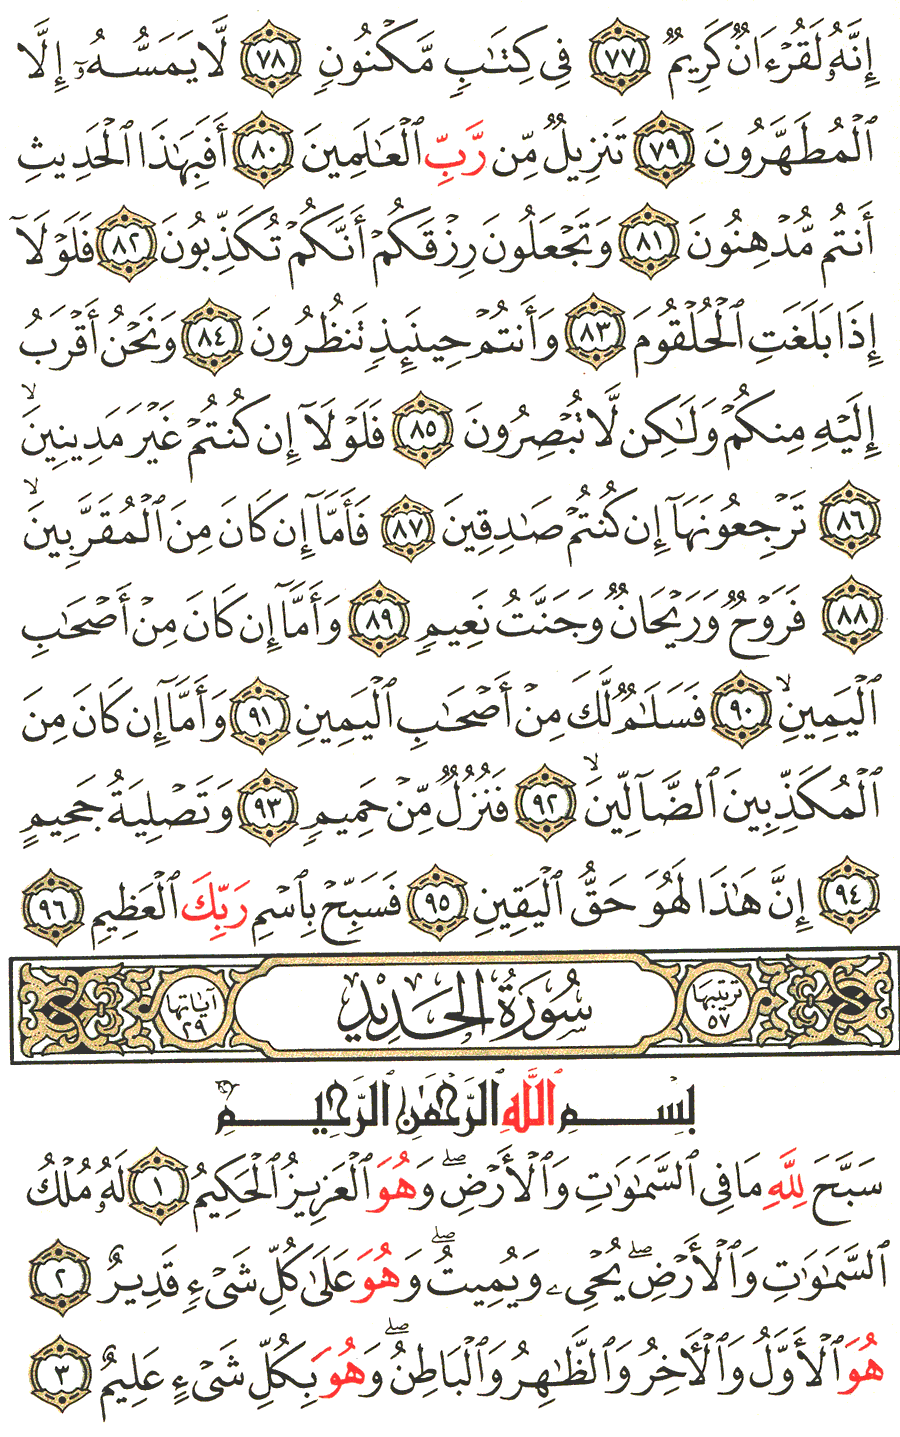 إِنَّهُۥ لَقُرْءَانٌ كَرِيمٌ ٧٧ فِى كِتَـٰبٍ مَّكْنُونٍ ٧٨ لَّا يَمَسُّهُۥٓ إِلَّا
ٱلْمُطَهَّرُونَ ٧٩ تَنزِيلٌ مِّن رَّبِّ ٱلْعَـٰلَمِينَ ٨٠ أَفَبِهَـٰذَا ٱلْحَدِيثِ
أَنتُم مُّدْهِنُونَ ٨١ وَتَجْعَلُونَ رِزْقَكُمْ أَنَّكُمْ تُكَذِّبُونَ ٨٢ فَلَوْلَآ
إِذَا بَلَغَتِ ٱلْحُلْقُومَ ٨٣ وَأَنتُمْ حِينَئِذٍ تَنظُرُونَ ٨٤ وَنَحْنُ أَقْرَبُ
إِلَيْهِ مِنكُمْ وَلَـٰكِن لَّا تُبْصِرُونَ ٨٥ فَلَوْلَآ إِن كُنتُمْ غَيْرَ مَدِينِينَ ۙ
٨٦ تَرْجِعُونَهَآ إِن كُنتُمْ صَـٰدِقِينَ ٨٧ فَأَمَّآ إِن كَانَ مِنَ ٱلْمُقَرَّبِينَ ۙ
٨٨ فَرَوْحٌ وَرَيْحَانٌ وَجَنَّتُ نَعِيمٍ ٨٩ وَأَمَّآ إِن كَانَ مِنْ أَصْحَـٰبِ
ٱلْيَمِينِ ۙ ٩٠ فَسَلَـٰمٌ لَّكَ مِنْ أَصْحَـٰبِ ٱلْيَمِينِ ٩١ وَأَمَّآ إِن كَانَ مِنَ
ٱلْمُكَذِّبِينَ ٱلضَّآلِّينَ ۙ ٩٢ فَنُزُلٌ مِّنْ حَمِيمٍ ٩٣ وَتَصْلِيَةُ جَحِيمٍ
٩٤ إِنَّ هَـٰذَا لَهُوَ حَقُّ ٱلْيَقِينِ ٩٥ فَسَبِّحْ بِٱسْمِ رَبِّكَ ٱلْعَظِيمِ ٩٦
ترتيبها ٥٧ سُورَةُ الحَدِيدِ آياتها ٢٩
بِسْمِ ٱللَّهِ ٱلرَّحْمَـٰنِ ٱلرَّحِيمِ
سَبَّحَ لِلَّهِ مَا فِى ٱلسَّمَـٰوَٰتِ وَٱلْأَرْضِ ۖ وَهُوَ ٱلْعَزِيزُ ٱلْحَكِيمُ ١ لَهُۥ مُلْكُ
ٱلسَّمَـٰوَٰتِ وَٱلْأَرْضِ ۖ يُحْىِۦ وَيُمِيتُ ۖ وَهُوَ عَلَىٰ كُلِّ شَىْءٍ قَدِيرٌ ٢
هُوَ ٱلْأَوَّلُ وَٱلْـَٔاخِرُ وَٱلظَّـٰهِرُ وَٱلْبَاطِنُ ۖ وَهُوَ بِكُلِّ شَىْءٍ عَلِيمٌ ٣